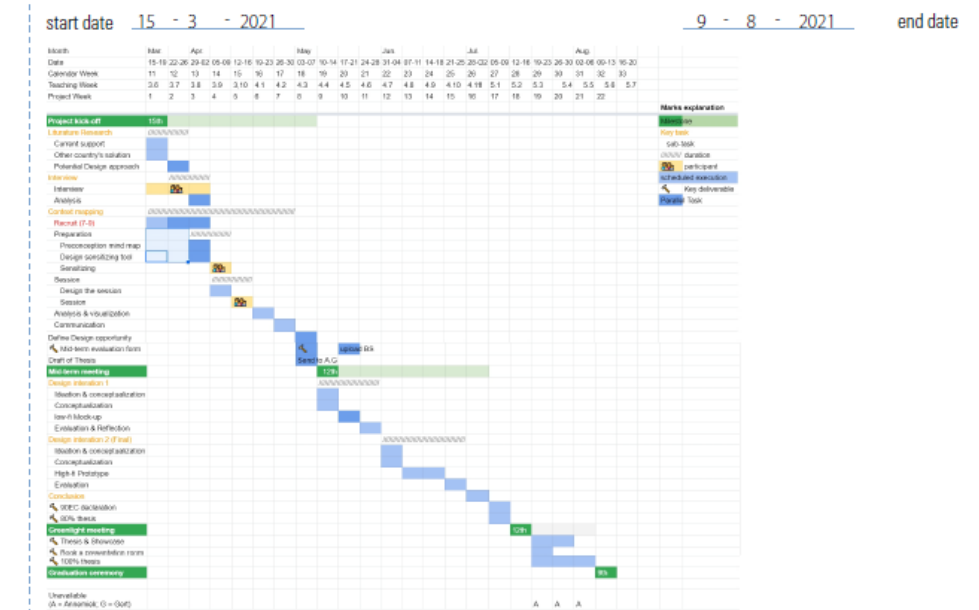 start date 15 - 3 - 2021 9 - 8 - 2021 end date
Month Mar. Apr. May Jun. Jul. Aug.
Date 15-19 22-26 29-02 05-09 12-16 19-23 26-30 03-07 10-14 17-21 24-28 31-04 07-11 14-18 21-25 28-02 05-09 12-16 19-23 26-30 02-06 09-13 16-20
Calendar Week 11 12 13 14 15 16 17 18 19 20 21 22 23 24 25 26 27 28 29 30 31 32 33
Teaching Week 3.6 3.7 3.8 3.9 3.10 4.1 4.2 4.3 4.4 4.5 4.6 4.7 4.8 4.9 4.10 4.11 5.1 5.2 5.3 5.4 5.5 5.6 5.7
Project Week 1 2 3 4 5 6 7 8 9 10 11 12 13 14 15 16 17 18 19 20 21 22
Marks explanation
Project kick-off 15th Milestone
Literature Research Key task
Current support sub-task
Other country's solution duration
Potential Design approach participant
Interview scheduled execution
Interview Key deliverable
Analysis Parallel Task
Context mapping
Recruit (7-8)
Preparation
Preconception mind map
Design sensitizing tool
Sensitizing
Session
Design the session
Session
Analysis & visualization
Communication
Define Design opportunity
Mid-term evaluation form upload BS
Draft of Thesis Send to A.G
Mid-term meeting 12th
Design interation 1
Ideation & conceptualization
Conceptualization
low-fi Mock-up
Evaluation & Reflection
Design interation 2 (Final)
Ideation & conceptualization
Conceptualization
High-fi Prototype
Evaluation
Conclusion
90EC declaration
80% thesis
Greenlight meeting 12th
Thesis & Showcase
Book a presentation room
100% thesis
Graduation ceremony 9th
Unavailable
(A = Annemiek; G = Gert) A A A